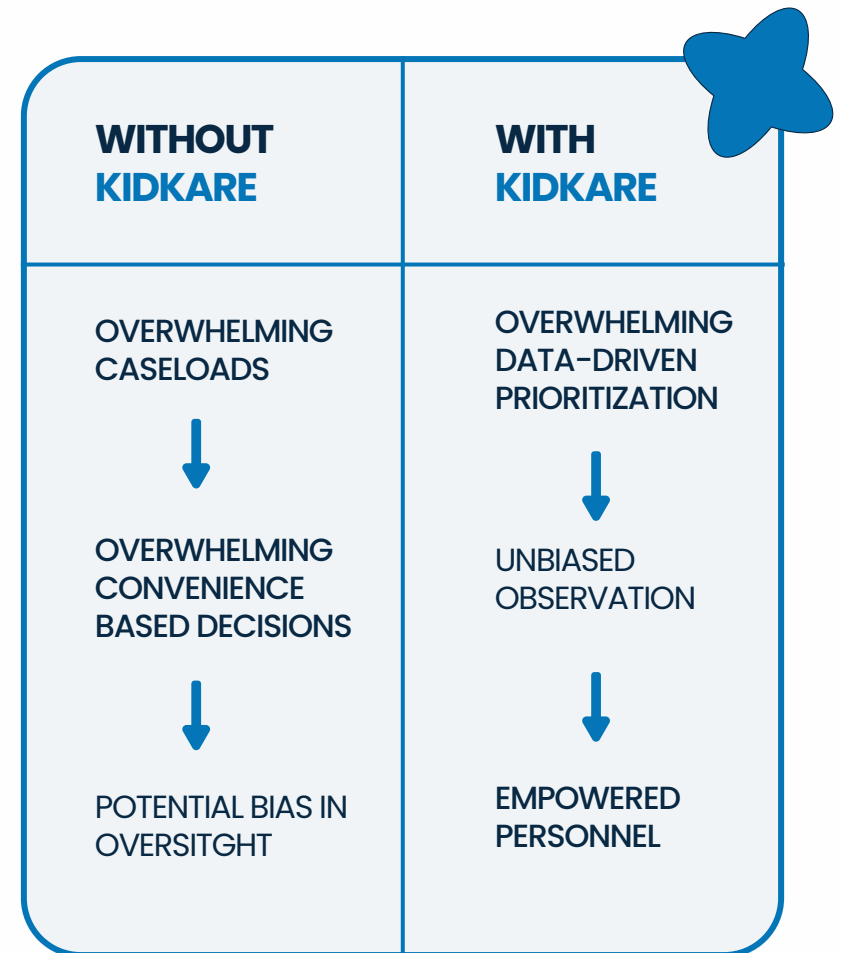 WITHOUT
KIDKARE
WITH
KIDKARE
OVERWHELMING
CASELOADS
OVERWHELMING
CONVENIENCE
BASED DECISIONS
POTENTIAL BIAS IN
OVERSITGHT
OVERWHELMING
DATA-DRIVEN
PRIORITIZATION
UNBIASED
OBSERVATION
EMPOWERED
PERSONNEL